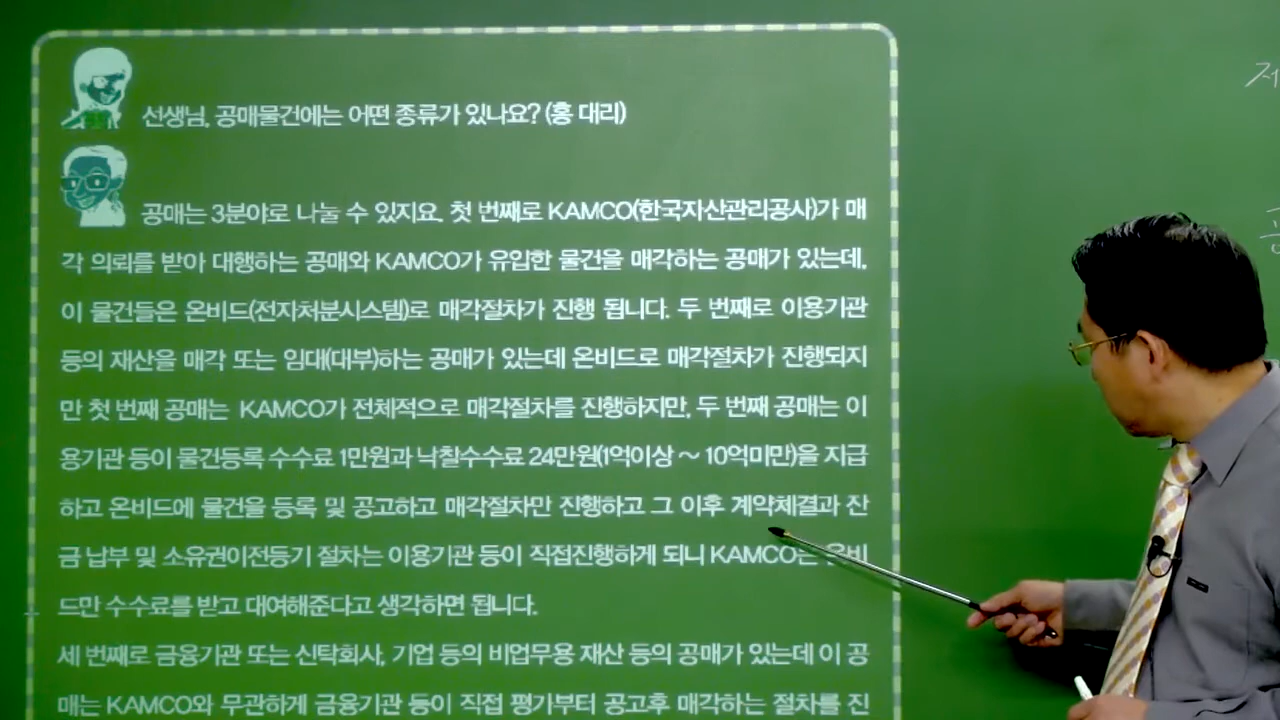 선생님, 공매물건에는 어떤 종류가 있나요? (홍 대리)
공매는 3분야로 나눌 수 있지요. 첫 번째로 KAMCO(한국자산관리공사)가 매
각 의뢰를 받아 대행하는 공매와 KAMCO가 유입한 물건을 매각하는 공매가 있는데,
이 물건들은 온비드(전자처분시스템)로 매각절차가 진행 됩니다. 두 번째로 이용기관
등의 재산을 매각 또는 임대(대부)하는 공매가 있는데 온비드로 매각절차가 진행되지
만 첫 번째 공매는 KAMCO가 전체적으로 매각절차를 진행하지만, 두 번째 공매는 이
용기관 등이 물건등록 수수료 1만원과 낙찰수수료 24만원(1억이상 ~ 10억미만)을 지급
하고 온비드에 물건을 등록 및 공고하고 매각절차만 진행하고 그 이후 계약체결과 잔
금 납부 및 소유권이전등기 절차는 이용기관 등이 직접진행하게 되니 KAMCO는 온비
드만 수수료를 받고 대여해준다고 생각하면 됩니다.
세 번째로 금융기관 또는 신탁회사, 기업 등의 비업무용 재산 등의 공매가 있는데 이 공
매는 KAMCO와 무관하게 금융기관 등이 직접 평가부터 공고후 매각하는 절차를 진